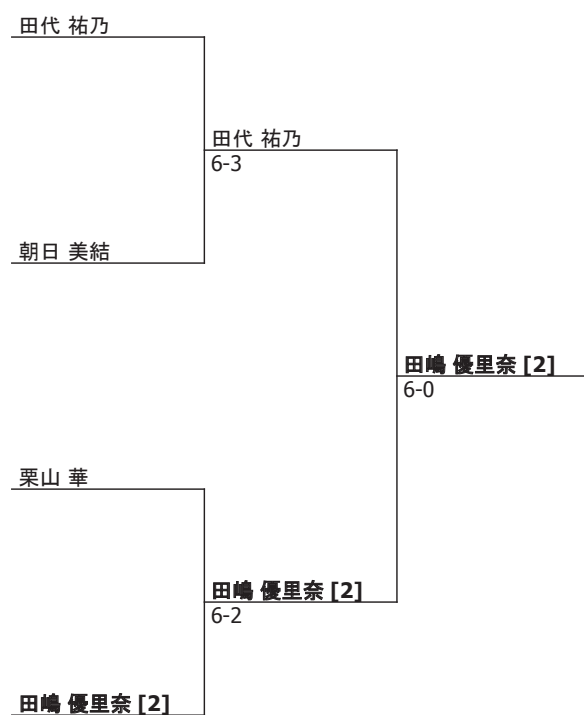 田代 祐乃
田代 祐乃
6-3
朝日 美結
田嶋 優里奈 [2]
6-0
栗山 華
田嶋 優里奈 [2]
6-2
田嶋 優里奈 [2]